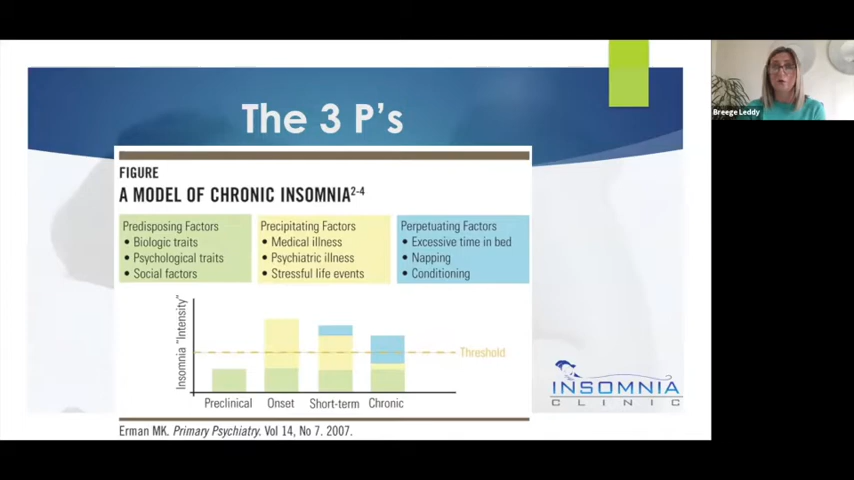 The 3 P's
Breege Leddy
FIGURE
A MODEL OF CHRONIC INSOMNIA2-4
Predisposing Factors
• Biologic traits
• Psychological traits
• Social factors
Precipitating Factors
• Medical illness
• Psychiatric illness
• Stressful life events
Perpetuating Factors
• Excessive time in bed
• Napping
• Conditioning
Insomnia "Intensity"
Threshold
Preclinical
Onset
Short-term
Chronic
INSOMNIA
CLINIC
Erman MK. Primary Psychiatry. Vol 14, No 7. 2007.